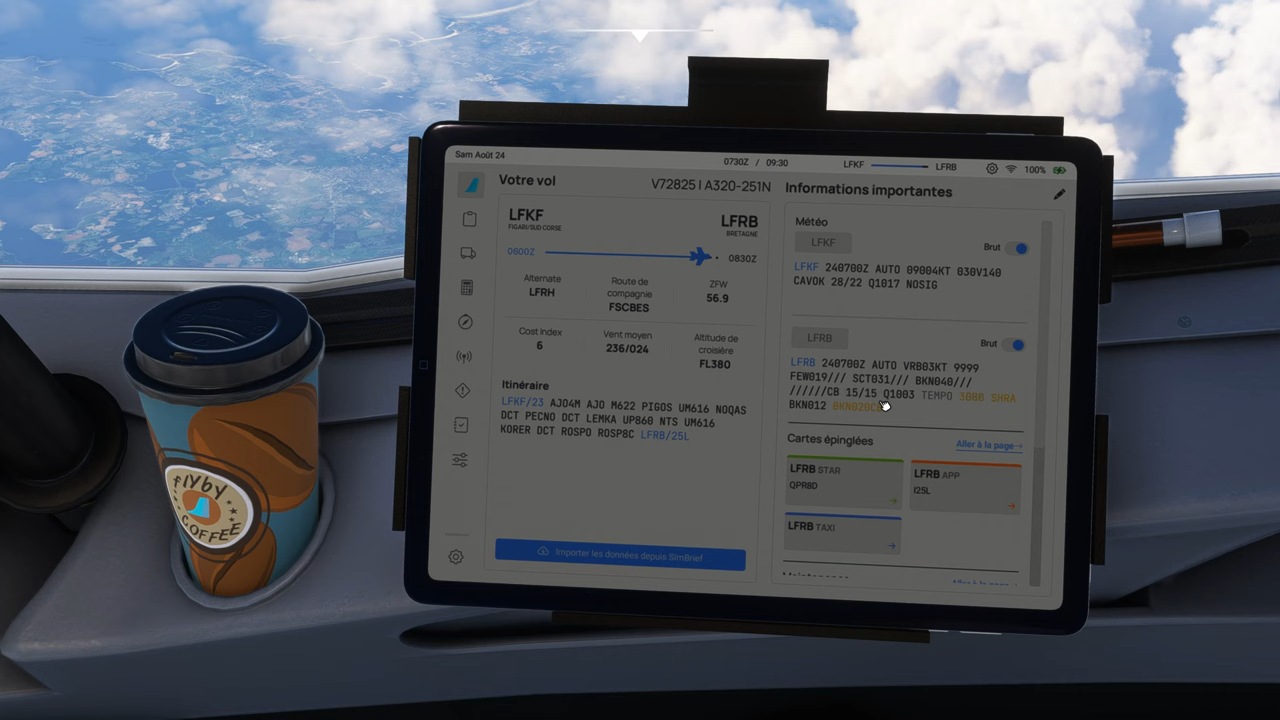 Sam Août 24
0730Z / 09:30
LFKF LFRB
100%
Votre vol
V72825 | A320-251N
LFKF
FIGARI/SUD CORSE
LFRB
BRETAGNE
0600Z
0830Z
Alternate
LFRH
Route de
compagnie
FSCBES
ZFW
56.9
Cost Index
6
Vent moyen
236/024
Altitude de
croisière
FL380
Itinéraire
LFKF/23 AJO4M AJO M622 PIGOS UM616 NOQAS
DCT PECNO DCT LEMKA UP860 NTS UM616
KORER DCT ROSPO ROSP8C LFRB/25L
Importer les données depuis SimBrief
Informations importantes
Météo
LFKF
Brut
LFKF 240700Z AUTO 09004KT 030V140
CAVOK 28/22 Q1017 NOSIG
LFRB
Brut
LFRB 240700Z AUTO VRB03KT 9999
FEW019/// SCT031/// BKN040///
//////CB 15/15 Q1003 TEMPO 3000 SHRA
BKN012
Cartes épinglées
Aller à la page
LFRB STAR
QPR8D
LFRB APP
I25L
LFRB TAXI
flyby
COFFEE